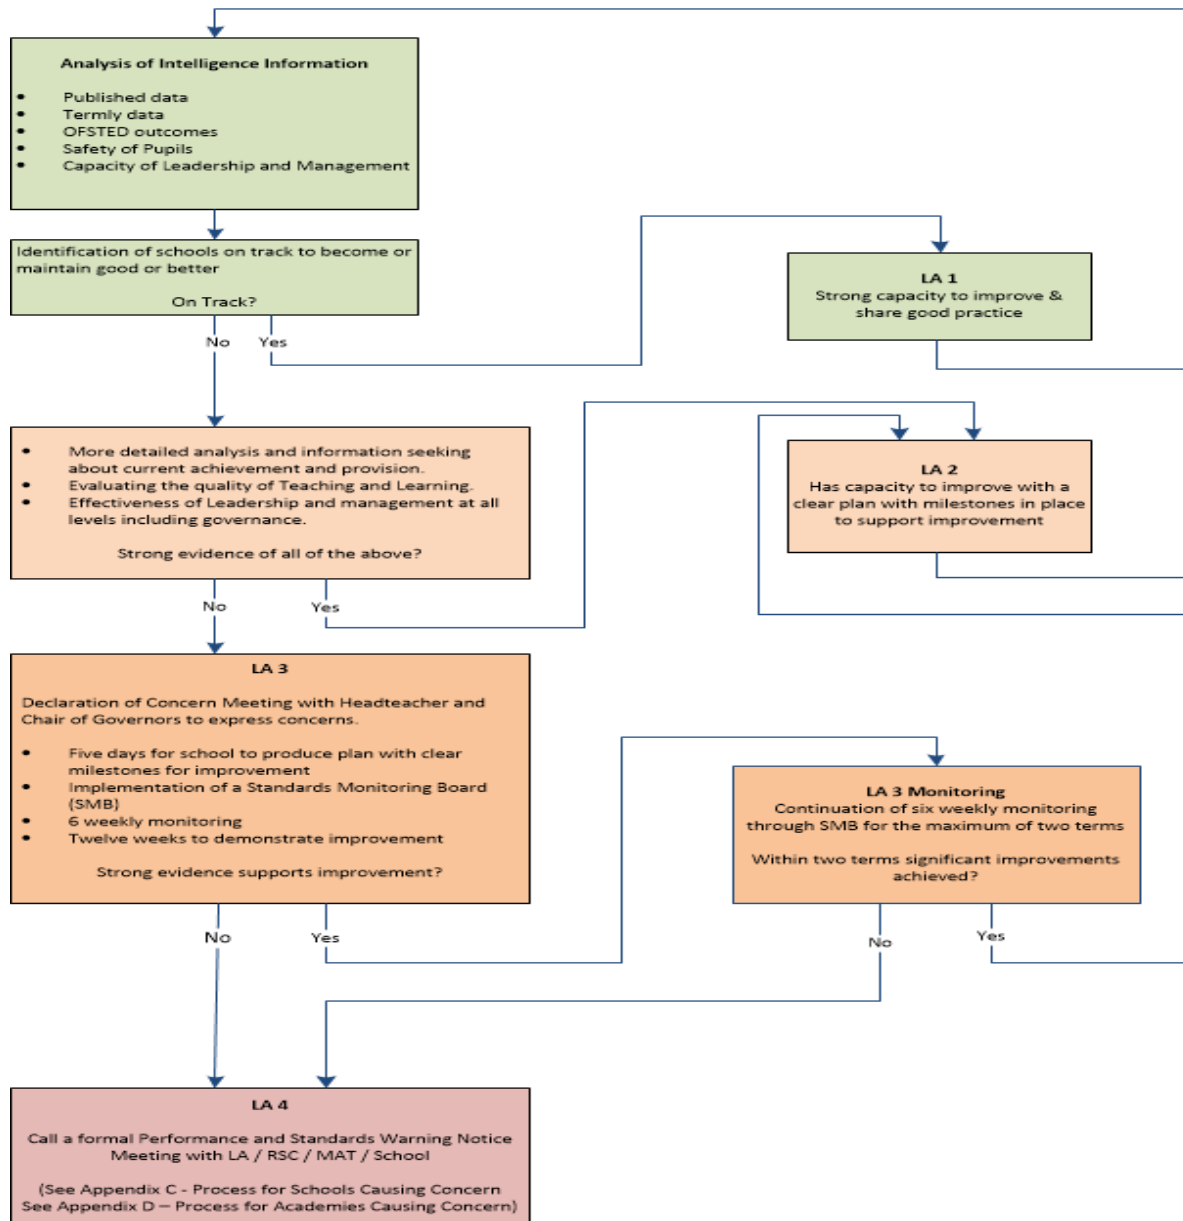 Analysis of Intelligence Information
• Published data
• Termly data
• OFSTED outcomes
• Safety of Pupils
• Capacity of Leadership and Management
Identification of schools on track to become or
maintain good or better
On Track?
No Yes
LA 1
Strong capacity to improve &
share good practice
• More detailed analysis and information seeking
about current achievement and provision.
• Evaluating the quality of Teaching and Learning.
• Effectiveness of Leadership and management at all
levels including governance.
Strong evidence of all of the above?
No Yes
LA 2
Has capacity to improve with a
clear plan with milestones in place
to support improvement
LA 3
Declaration of Concern Meeting with Headteacher and
Chair of Governors to express concerns.
• Five days for school to produce plan with clear
milestones for improvement
• Implementation of a Standards Monitoring Board
(SMB)
• 6 weekly monitoring
• Twelve weeks to demonstrate improvement
Strong evidence supports improvement?
No Yes
LA 3 Monitoring
Continuation of six weekly monitoring
through SMB for the maximum of two terms
Within two terms significant improvements
achieved?
No Yes
LA 4
Call a formal Performance and Standards Warning Notice
Meeting with LA / RSC / MAT / School
(See Appendix C - Process for Schools Causing Concern
See Appendix D – Process for Academies Causing Concern)